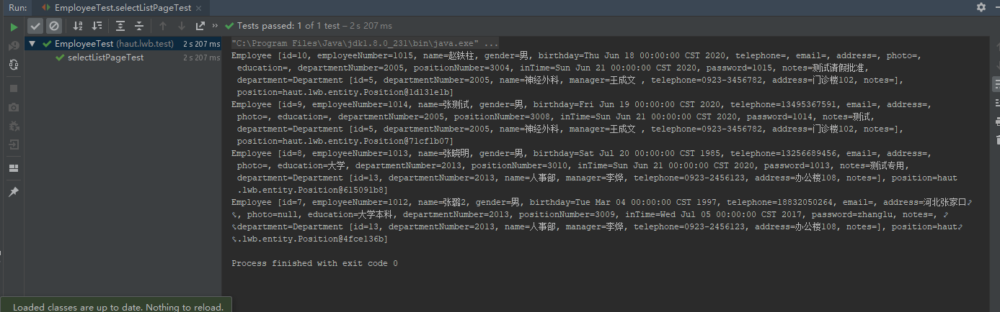 Run: EmployeeTest.selectListPageTest ×
Tests passed: 1 of 1 test – 2 s 207 ms
EmployeeTest (haut.lwb.test) 2 s 207 ms
selectListPageTest 2 s 207 ms
"C:\Program Files\Java\jdk1.8.0_231\bin\java.exe" ...
Employee [id=10, employeeNumber=1015, name=赵铁柱, gender=男, birthday=Thu Jun 18 00:00:00 CST 2020, telephone=, email=, address=, photo=,
education=, departmentNumber=2005, positionNumber=3004, inTime=Sun Jun 21 00:00:00 CST 2020, password=1015, notes=测试请假批准,
department=Department [id=5, departmentNumber=2005, name=神经外科, manager=王成文 , telephone=0923-3456782, address=门诊楼102, notes=],
position=haut.lwb.entity.Position@1d131e1b]
Employee [id=9, employeeNumber=1014, name=张测试, gender=男, birthday=Fri Jun 19 00:00:00 CST 2020, telephone=13495367591, email=, address=,
photo=, education=, departmentNumber=2005, positionNumber=3008, inTime=Sun Jun 21 00:00:00 CST 2020, password=1014, notes=测试,
department=Department [id=5, departmentNumber=2005, name=神经外科, manager=王成文 , telephone=0923-3456782, address=门诊楼102, notes=],
position=haut.lwb.entity.Position@71cf1b07]
Employee [id=8, employeeNumber=1013, name=张晓明, gender=男, birthday=Sat Jul 20 00:00:00 CST 1985, telephone=13256689456, email=, address=,
photo=, education=大学, departmentNumber=2013, positionNumber=3010, inTime=Sun Jun 21 00:00:00 CST 2020, password=1013, notes=测试专用,
department=Department [id=13, departmentNumber=2013, name=人事部, manager=李烨, telephone=0923-2456123, address=办公楼108, notes=], position=haut
.lwb.entity.Position@615091b8]
Employee [id=7, employeeNumber=1012, name=张璐2, gender=男, birthday=Tue Mar 04 00:00:00 CST 1997, telephone=18832050264, email=, address=河北张家口
, photo=null, education=大学本科, departmentNumber=2013, positionNumber=3009, inTime=Wed Jul 05 00:00:00 CST 2017, password=zhanglu, notes=,
department=Department [id=13, departmentNumber=2013, name=人事部, manager=李烨, telephone=0923-2456123, address=办公楼108, notes=], position=haut
.lwb.entity.Position@4fce136b]
Process finished with exit code 0
Loaded classes are up to date. Nothing to reload.